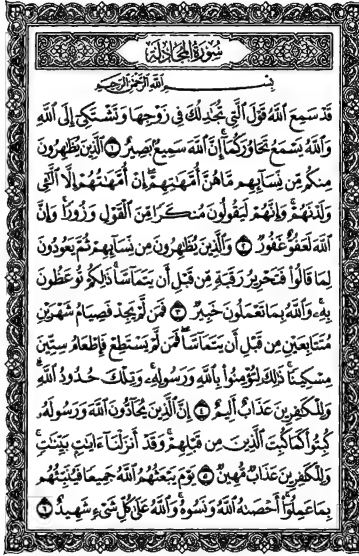 سُورَةُ المُجَادلَةِ
بِسْمِ اللَّهِ الرَّحْمَٰنِ الرَّحِيمِ
قَدْ سَمِعَ اللَّهُ قَوْلَ الَّتِي تُجَٰدِلُكَ فِي زَوْجِهَا وَتَشْتَكِي إِلَى اللَّهِ
وَاللَّهُ يَسْمَعُ تَحَاوُرَكُمَا إِنَّ اللَّهَ سَمِيعٌ بَصِيرٌ ١ الَّذِينَ يُظَٰهِرُونَ
مِنكُم مِّن نِّسَآئِهِم مَّا هُنَّ أُمَّهَٰتِهِمْ إِنْ أُمَّهَٰتُهُمْ إِلَّا الَّٰٓـِٔي
وَلَدْنَهُمْ وَإِنَّهُمْ لَيَقُولُونَ مُنكَرًا مِّنَ الْقَوْلِ وَزُورًا وَإِنَّ
اللَّهَ لَعَفُوٌّ غَفُورٌ ٢ وَالَّذِينَ يُظَٰهِرُونَ مِن نِّسَآئِهِمْ ثُمَّ يَعُودُونَ
لِمَا قَالُوا فَتَحْرِيرُ رَقَبَةٍ مِّن قَبْلِ أَن يَتَمَآسَّا ذَٰلِكُمْ تُوعَظُونَ
بِهِ وَاللَّهُ بِمَا تَعْمَلُونَ خَبِيرٌ ٣ فَمَن لَّمْ يَجِدْ فَصِيَامُ شَهْرَيْنِ
مُتَتَابِعَيْنِ مِن قَبْلِ أَن يَتَمَآسَّا فَمَن لَّمْ يَسْتَطِعْ فَإِطْعَامُ سِتِّينَ
مِسْكِينًا ذَٰلِكَ لِتُؤْمِنُوا بِاللَّهِ وَرَسُولِهِ وَتِلْكَ حُدُودُ اللَّهِ
وَلِلْكَٰفِرِينَ عَذَابٌ أَلِيمٌ ٤ إِنَّ الَّذِينَ يُحَآدُّونَ اللَّهَ وَرَسُولَهُ
كُبِتُوا كَمَا كُبِتَ الَّذِينَ مِن قَبْلِهِمْ وَقَدْ أَنزَلْنَآ ءَايَٰتٍ بَيِّنَٰتٍ
وَلِلْكَٰفِرِينَ عَذَابٌ مُّهِينٌ ٥ يَوْمَ يَبْعَثُهُمُ اللَّهُ جَمِيعًا فَيُنَبِّئُهُم
بِمَا عَمِلُوا أَحْصَىٰهُ اللَّهُ وَنَسُوهُ وَاللَّهُ عَلَىٰ كُلِّ شَيْءٍ شَهِيدٌ ٦